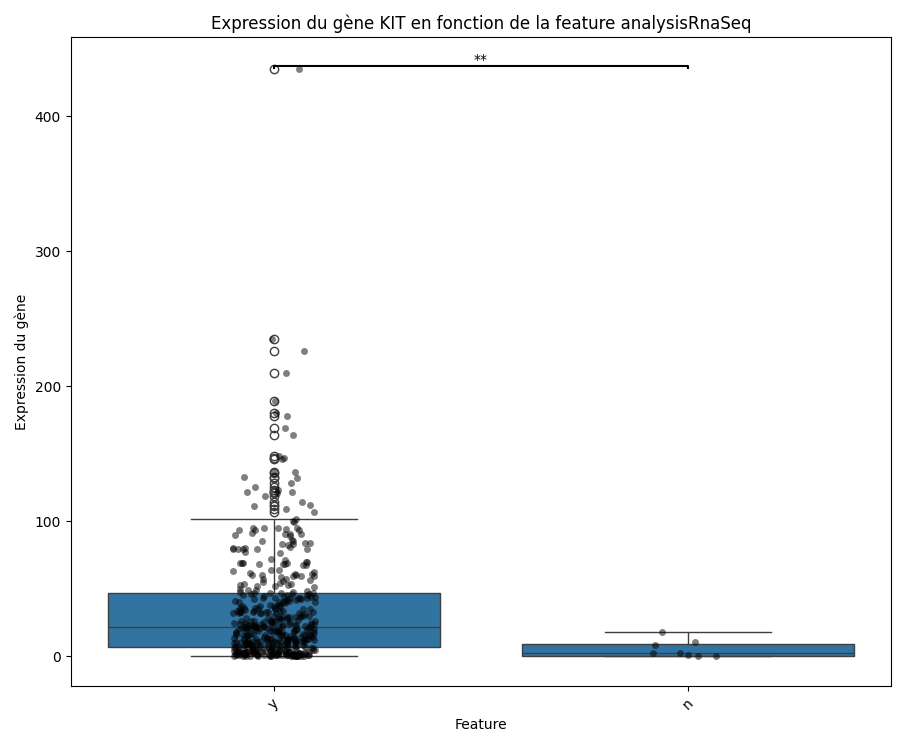 Expression du gène KIT en fonction de la feature analysisRnaSeq
**
400
300
200
100
0
Expression du gène
y
n
Feature